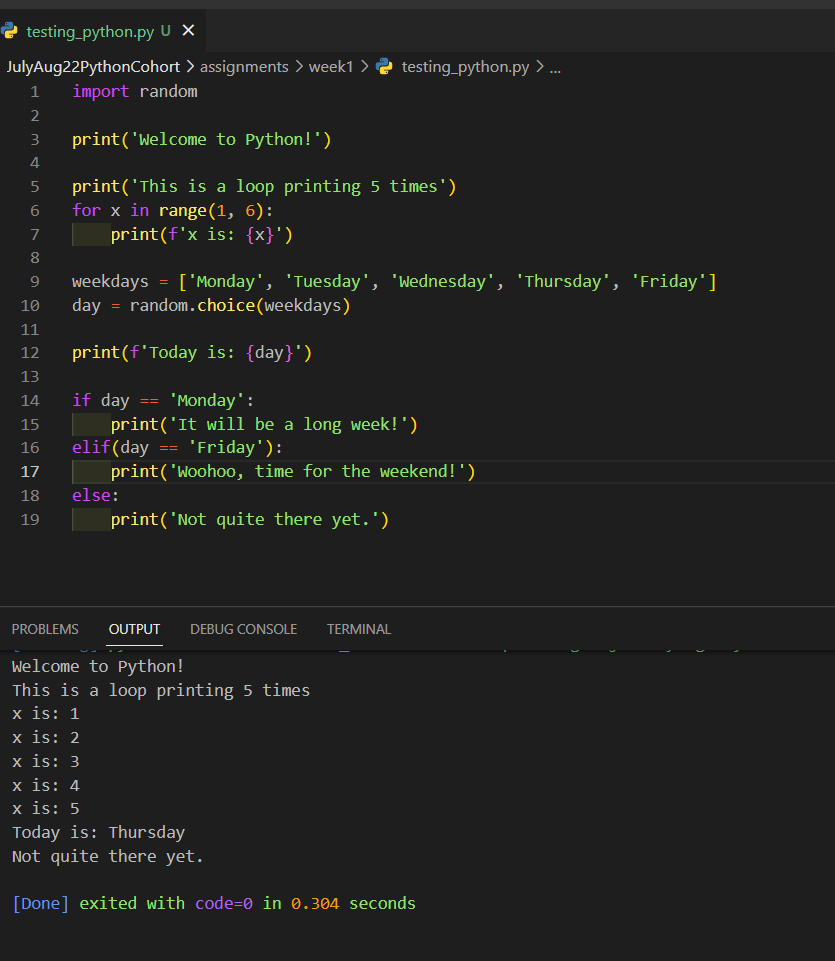 testing_python.py U
JulyAug22PythonCohort > assignments > week1 > testing_python.py > ...
1 import random
2
3 print('Welcome to Python!')
4
5 print('This is a loop printing 5 times')
6 for x in range(1, 6):
7     print(f'x is: {x}')
8
9 weekdays = ['Monday', 'Tuesday', 'Wednesday', 'Thursday', 'Friday']
10 day = random.choice(weekdays)
11
12 print(f'Today is: {day}')
13
14 if day == 'Monday':
15     print('It will be a long week!')
16 elif(day == 'Friday'):
17     print('Woohoo, time for the weekend!')
18 else:
19     print('Not quite there yet.')
PROBLEMS OUTPUT DEBUG CONSOLE TERMINAL
Welcome to Python!
This is a loop printing 5 times
x is: 1
x is: 2
x is: 3
x is: 4
x is: 5
Today is: Thursday
Not quite there yet.
[Done] exited with code=0 in 0.304 seconds